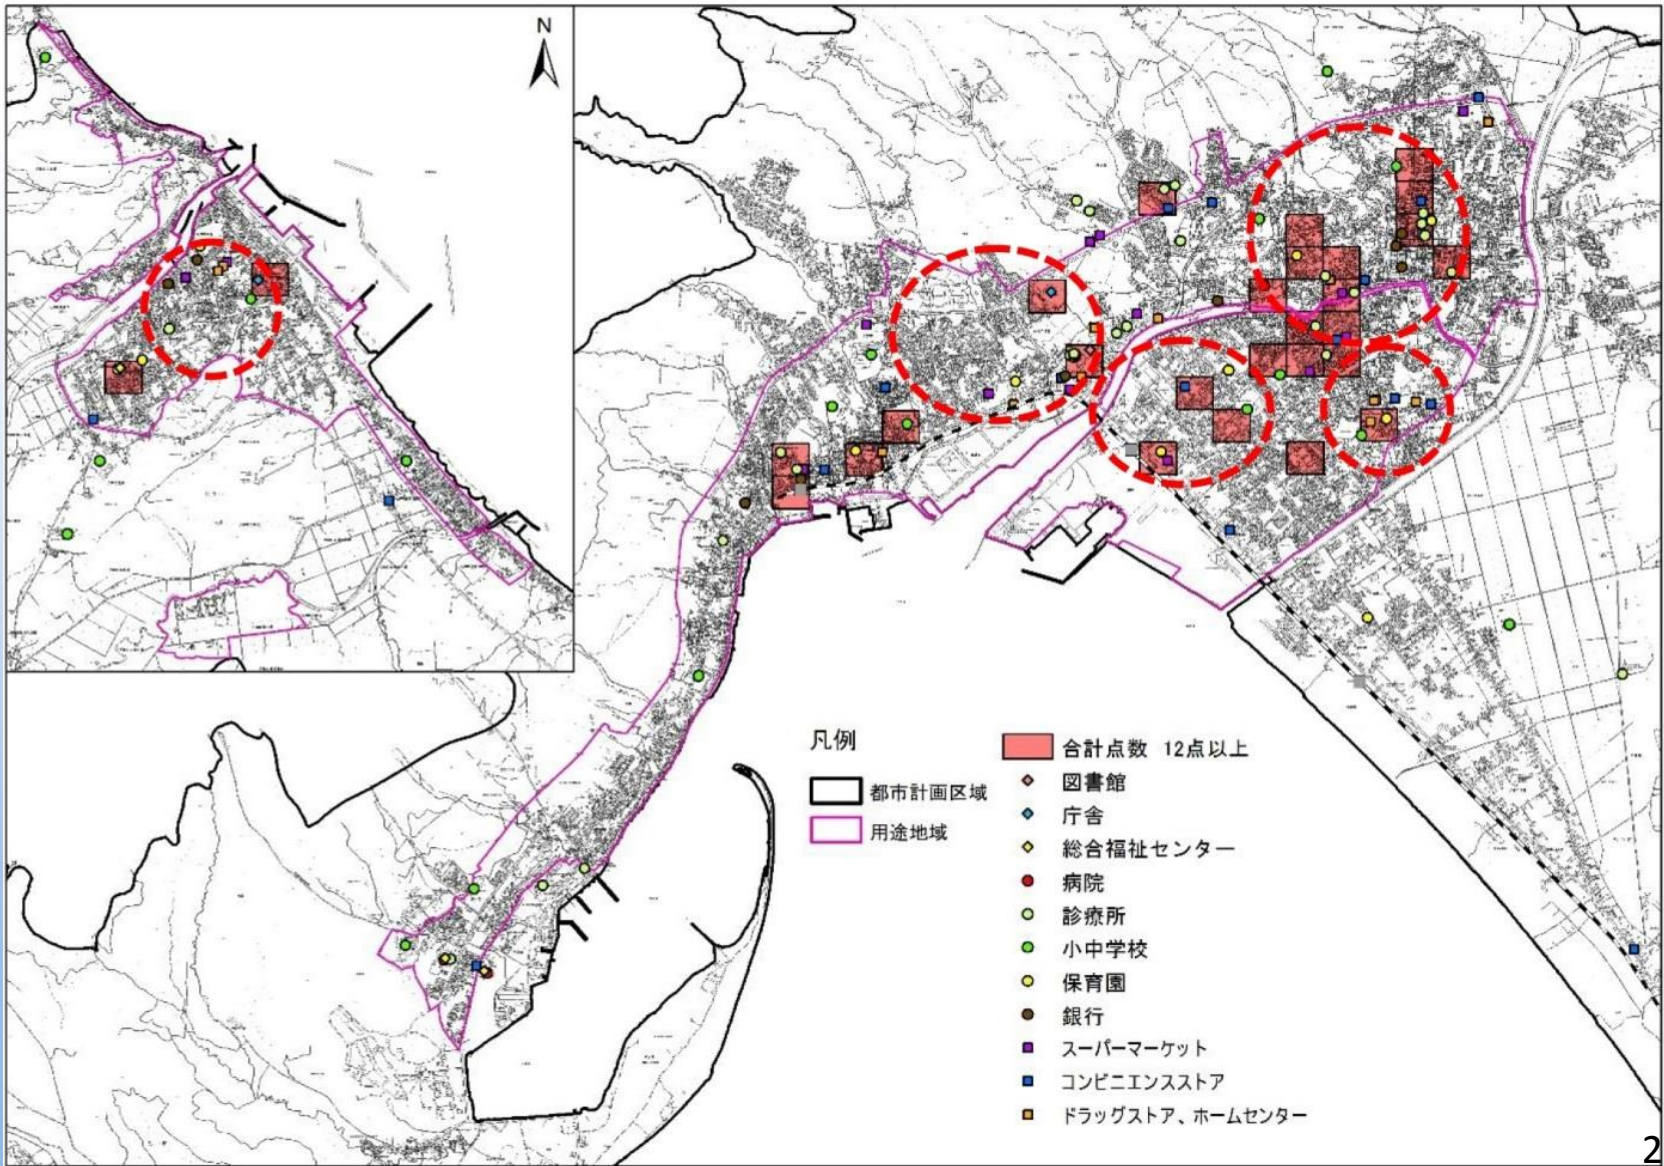 N
凡例
都市計画区域
用途地域
合計点数 12点以上
図書館
庁舎
総合福祉センター
病院
診療所
小中学校
保育園
銀行
スーパーマーケット
コンビニエンスストア
ドラッグストア、ホームセンター
2